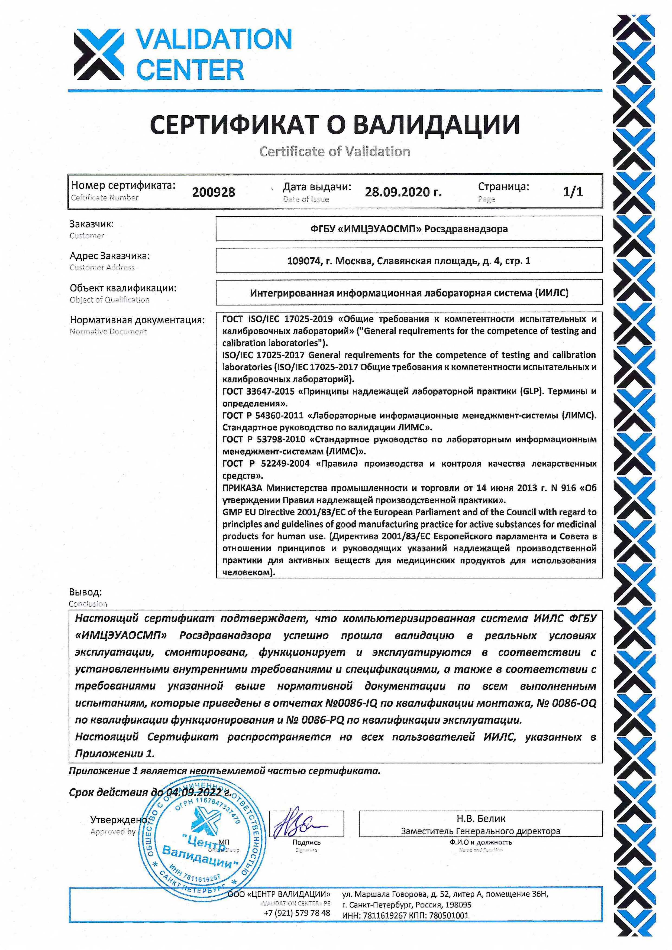 VALIDATION
CENTER
СЕРТИФИКАТ О ВАЛИДАЦИИ
Certificate of Validation
Номер сертификата: 200928 Дата выдачи: 28.09.2020 г. Страница: 1/1
Certificate Number Date of Issue Page
Заказчик: ФГБУ «ИМЦЭУАОСМП» Росздравнадзора
Customer
Адрес Заказчика: 109074, г. Москва, Славянская площадь, д. 4, стр. 1
Customer Address
Объект квалификации: Интегрированная информационная лабораторная система (ИИЛС)
Object of Qualification
Нормативная документация:
Normative Document
ГОСТ ISO/IEC 17025-2019 «Общие требования к компетентности испытательных и
калибровочных лабораторий» ("General requirements for the competence of testing and
calibration laboratories").
ISO/IEC 17025-2017 General requirements for the competence of testing and calibration
laboratories (ISO/IEC 17025-2017 Общие требования к компетентности испытательных и
калибровочных лабораторий).
ГОСТ 33647-2015 «Принципы надлежащей лабораторной практики (GLP). Термины и
определения».
ГОСТ Р 54360-2011 «Лабораторные информационные менеджмент-системы (ЛИМС).
Стандартное руководство по валидации ЛИМС».
ГОСТ Р 53798-2010 «Стандартное руководство по лабораторным информационным
менеджмент-системам (ЛИМС)».
ГОСТ Р 52249-2004 «Правила производства и контроля качества лекарственных
средств».
ПРИКАЗА Министерства промышленности и торговли от 14 июня 2013 г. N 916 «Об
утверждении Правил надлежащей производственной практики».
GMP EU Directive 2001/83/EC of the European Parliament and of the Council with regard to
principles and guidelines of good manufacturing practice for active substances for medicinal
products for human use. (Директива 2001/83/ЕС Европейского парламента и Совета в
отношении принципов и руководящих указаний надлежащей производственной
практики для активных веществ для медицинских продуктов для использования
человеком).
Вывод:
Conclusion
Настоящий сертификат подтверждает, что компьютеризированная система ИИЛС ФГБУ
«ИМЦЭУАОСМП» Росздравнадзора успешно прошла валидацию в реальных условиях
эксплуатации, смонтирована, функционирует и эксплуатируются в соответствии с
установленными внутренними требованиями и спецификациями, а также в соответствии с
требованиями указанной выше нормативной документации по всем выполненным
испытаниям, которые приведены в отчетах №0086-IQ по квалификации монтажа, № 0086-OQ
по квалификации функционирования и № 0086-PQ по квалификации эксплуатации.
Настоящий Сертификат распространяется на всех пользователей ИИЛС, указанных в
Приложении 1.
Приложение 1 является неотъемлемой частью сертификата.
Срок действия до 04.09.2022 г.
Утверждено:
Approved by
МП
Подпись
Signature
Н.В. Белик
Заместитель Генерального директора
Ф.И.О и должность
Name and Function
ОБЩЕСТВО С ОГРАНИЧЕННОЙ ОТВЕТСТВЕННОСТЬЮ
"Центр
Валидации"
ИНН 7811619267
САНКТ-ПЕТЕРБУРГ
ООО «ЦЕНТР ВАЛИДАЦИИ» ул. Маршала Говорова, д. 52, литер А, помещение 36Н,
г. Санкт-Петербург, Россия, 198095
+7 (921) 579 78 48 ИНН: 7811619267 КПП: 780501001